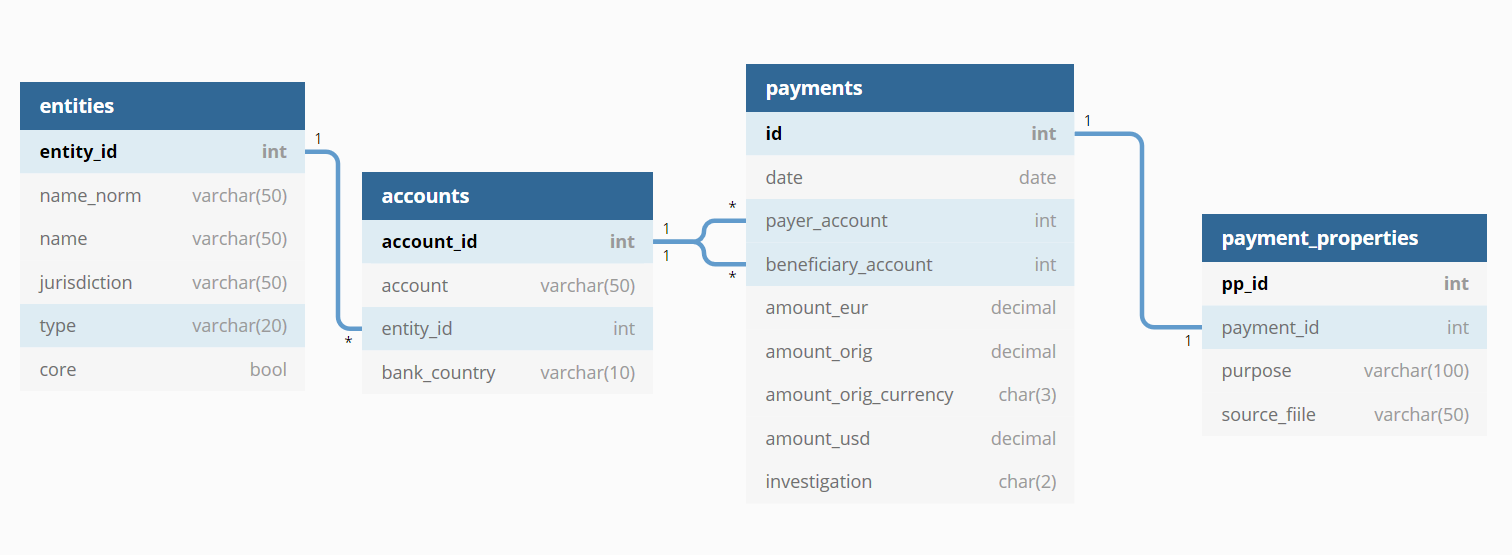 entities
entity_id int
name_norm varchar(50)
name varchar(50)
jurisdiction varchar(50)
type varchar(20)
core bool
1
*
accounts
account_id int
account varchar(50)
entity_id int
bank_country varchar(10)
1
1
*
*
payments
id int
date date
payer_account int
beneficiary_account int
amount_eur decimal
amount_orig decimal
amount_orig_currency char(3)
amount_usd decimal
investigation char(2)
1
1
payment_properties
pp_id int
payment_id int
purpose varchar(100)
source_fiile varchar(50)